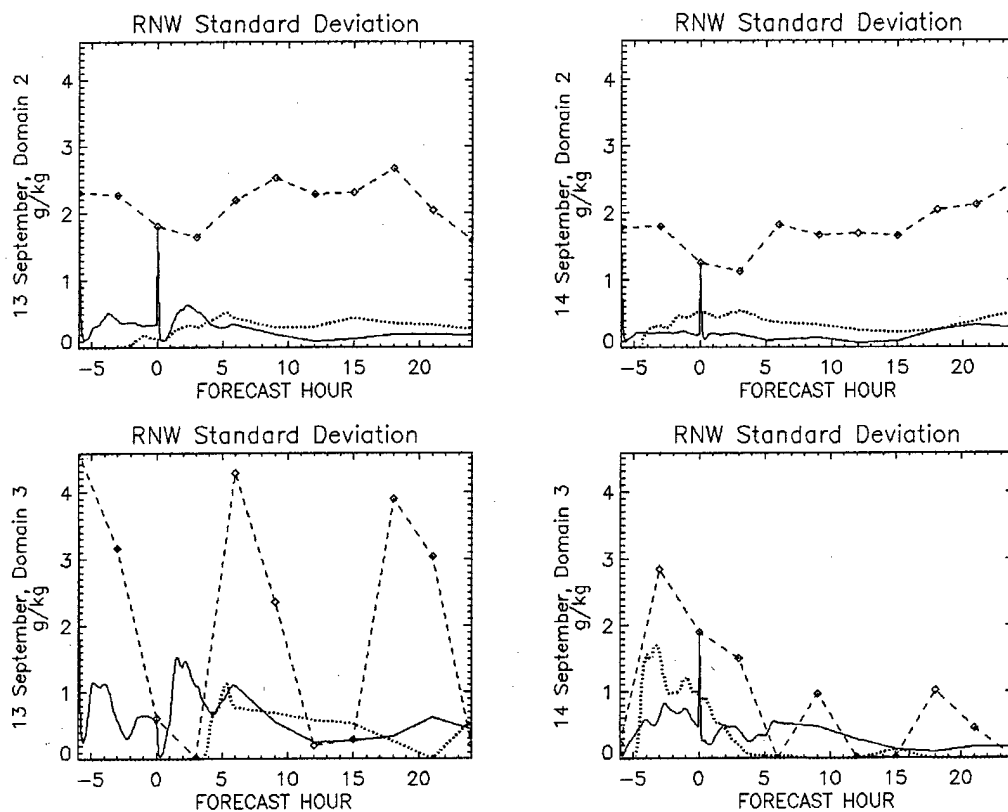 RNW Standard Deviation
13 September, Domain 2
g/kg
4
3
2
1
0
−5 0 5 10 15 20
FORECAST HOUR
RNW Standard Deviation
14 September, Domain 2
g/kg
4
3
2
1
0
−5 0 5 10 15 20
FORECAST HOUR
RNW Standard Deviation
13 September, Domain 3
g/kg
4
3
2
1
0
−5 0 5 10 15 20
FORECAST HOUR
RNW Standard Deviation
14 September, Domain 3
g/kg
4
3
2
1
0
−5 0 5 10 15 20
FORECAST HOUR